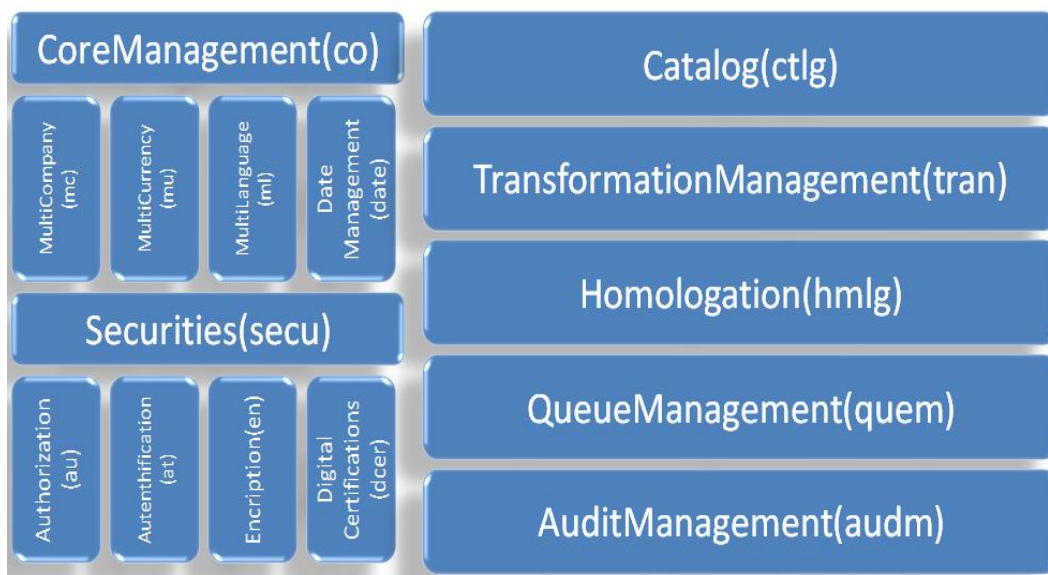 CoreManagement(co)
MultiCompany
(mc)
MultiCurrency
(mu)
MultiLanguage
(ml)
Date
Management
(date)
Securities(secu)
Authorization
(au)
Autenthification
(at)
Encription(en)
Digital
Certifications
(dcer)
Catalog(ctlg)
TransformationManagement(tran)
Homologation(hmlg)
QueueManagement(quem)
AuditManagement(audm)